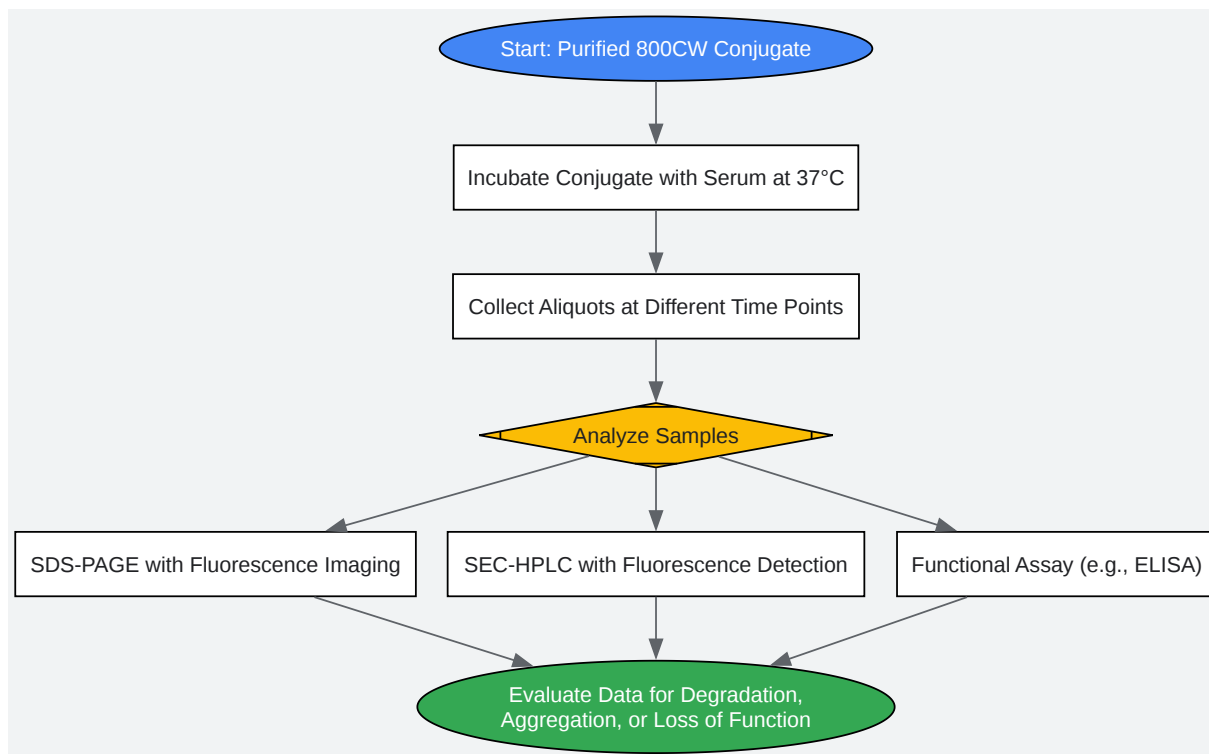 Start: Purified 800CW Conjugate
Incubate Conjugate with Serum at 37°C
Collect Aliquots at Different Time Points
Analyze Samples
SDS-PAGE with Fluorescence Imaging
SEC-HPLC with Fluorescence Detection
Functional Assay (e.g., ELISA)
Evaluate Data for Degradation,
Aggregation, or Loss of Function